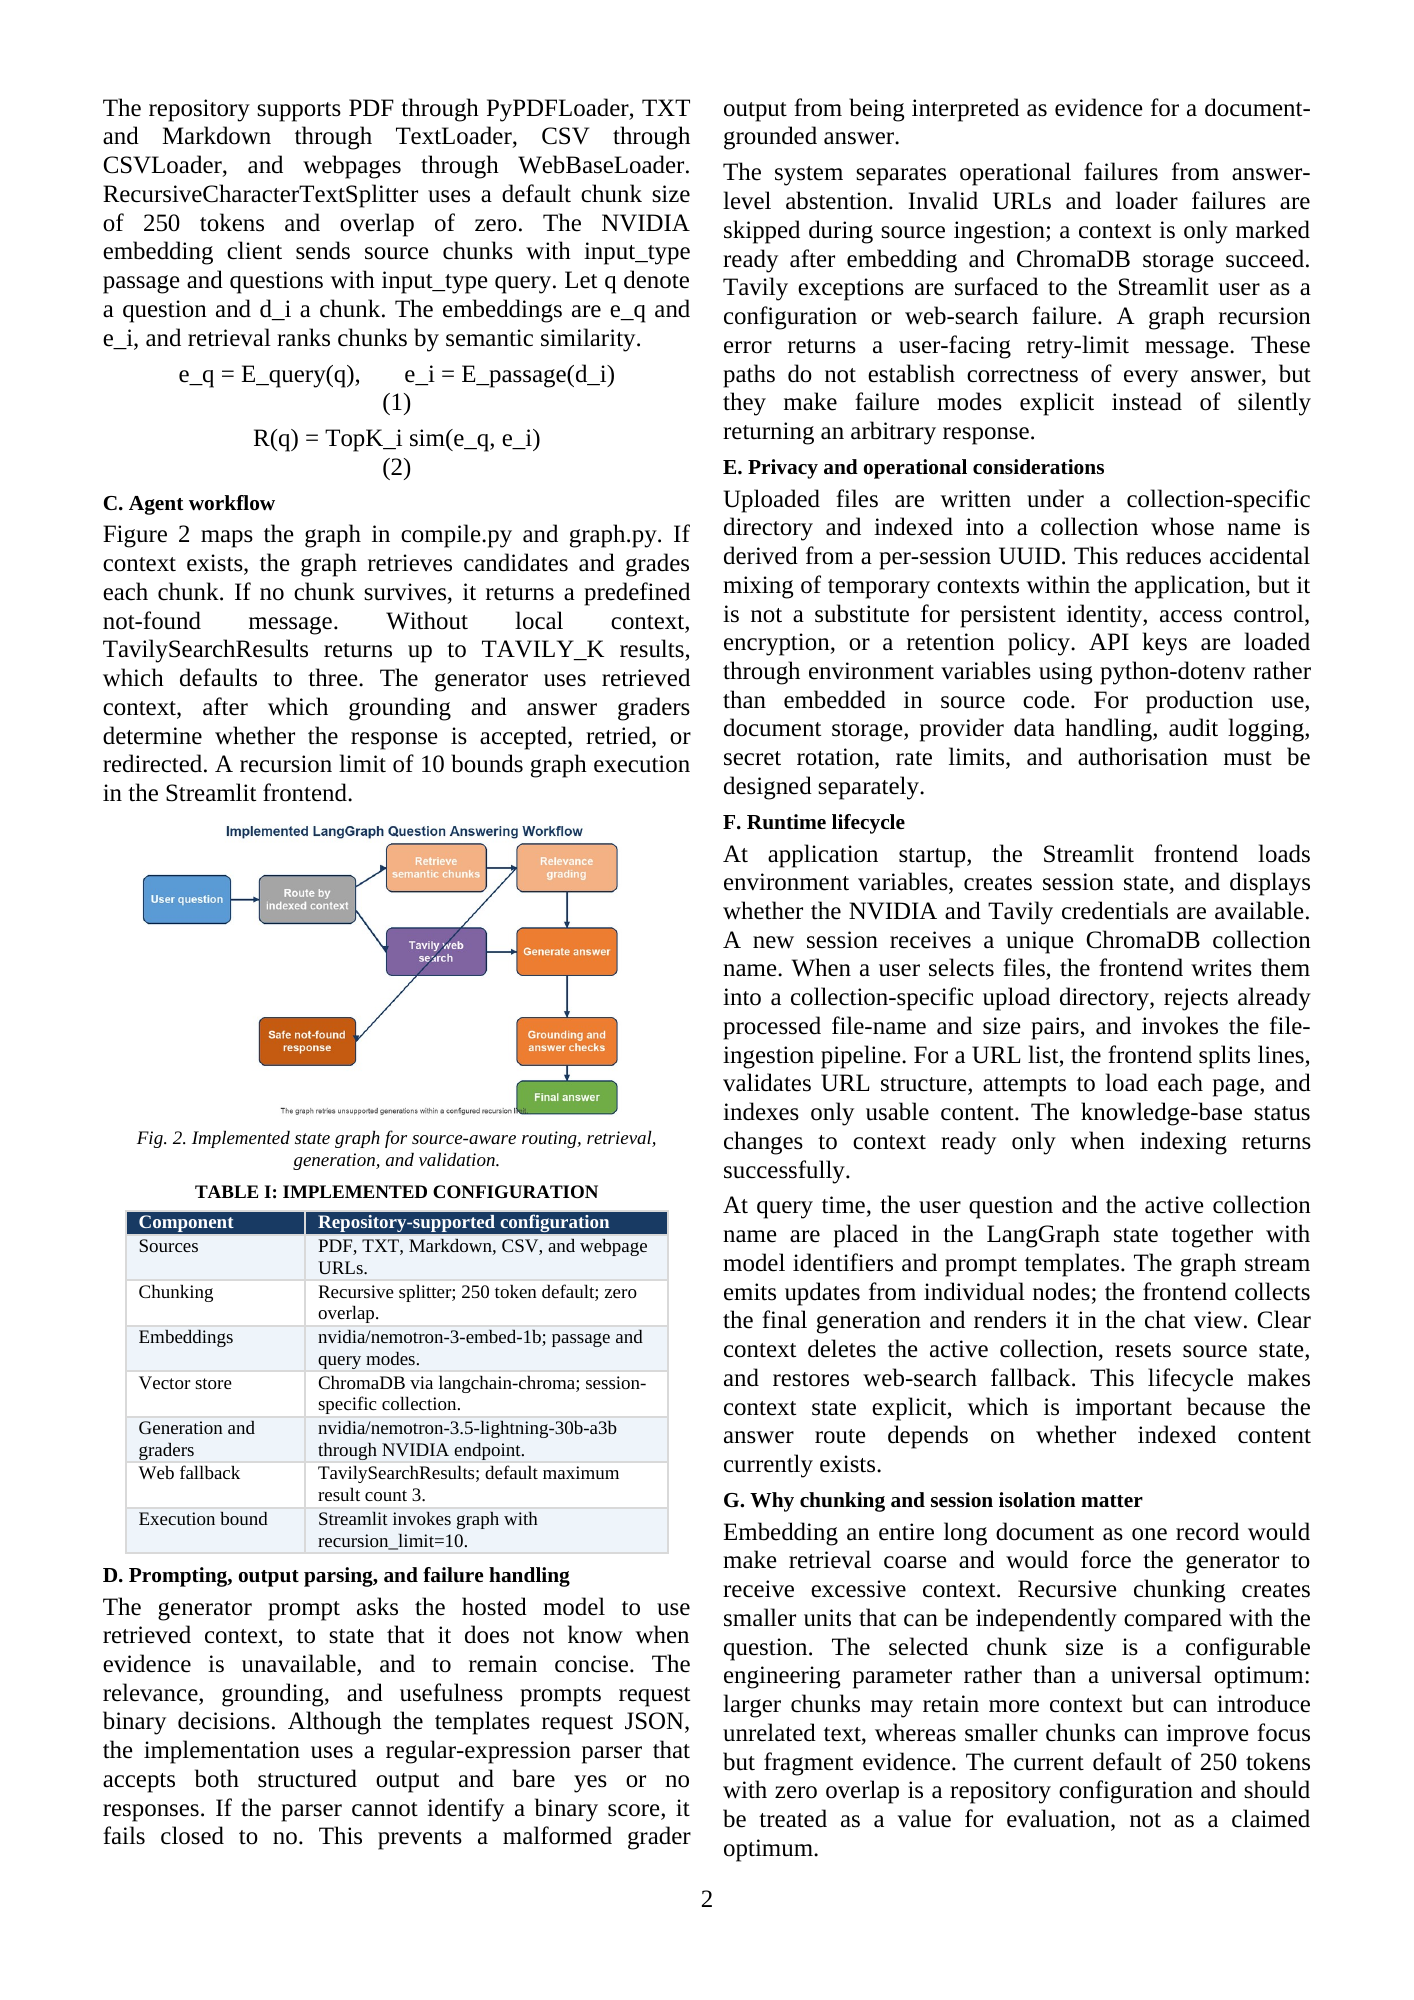 The repository supports PDF through PyPDFLoader, TXT
and Markdown through TextLoader, CSV through
CSVLoader, and webpages through WebBaseLoader.
RecursiveCharacterTextSplitter uses a default chunk size
of 250 tokens and overlap of zero. The NVIDIA
embedding client sends source chunks with input_type
passage and questions with input_type query. Let q denote
a question and d_i a chunk. The embeddings are e_q and
e_i, and retrieval ranks chunks by semantic similarity.
e_q = E_query(q), e_i = E_passage(d_i)
(1)
R(q) = TopK_i sim(e_q, e_i)
(2)
C. Agent workflow
Figure 2 maps the graph in compile.py and graph.py. If
context exists, the graph retrieves candidates and grades
each chunk. If no chunk survives, it returns a predefined
not-found message. Without local context,
TavilySearchResults returns up to TAVILY_K results,
which defaults to three. The generator uses retrieved
context, after which grounding and answer graders
determine whether the response is accepted, retried, or
redirected. A recursion limit of 10 bounds graph execution
in the Streamlit frontend.
Implemented LangGraph Question Answering Workflow
User question
Route by
indexed context
Retrieve
semantic chunks
Relevance
grading
Tavily web
search
Generate answer
Safe not-found
response
Grounding and
answer checks
Final answer
The graph retries unsupported generations within a configured recursion limit.
Fig. 2. Implemented state graph for source-aware routing, retrieval,
generation, and validation.
TABLE I: IMPLEMENTED CONFIGURATION
Component Repository-supported configuration
Sources PDF, TXT, Markdown, CSV, and webpage
URLs.
Chunking Recursive splitter; 250 token default; zero
overlap.
Embeddings nvidia/nemotron-3-embed-1b; passage and
query modes.
Vector store ChromaDB via langchain-chroma; session-
specific collection.
Generation and nvidia/nemotron-3.5-lightning-30b-a3b
graders through NVIDIA endpoint.
Web fallback TavilySearchResults; default maximum
result count 3.
Execution bound Streamlit invokes graph with
recursion_limit=10.
D. Prompting, output parsing, and failure handling
The generator prompt asks the hosted model to use
retrieved context, to state that it does not know when
evidence is unavailable, and to remain concise. The
relevance, grounding, and usefulness prompts request
binary decisions. Although the templates request JSON,
the implementation uses a regular-expression parser that
accepts both structured output and bare yes or no
responses. If the parser cannot identify a binary score, it
fails closed to no. This prevents a malformed grader
output from being interpreted as evidence for a document-
grounded answer.
The system separates operational failures from answer-
level abstention. Invalid URLs and loader failures are
skipped during source ingestion; a context is only marked
ready after embedding and ChromaDB storage succeed.
Tavily exceptions are surfaced to the Streamlit user as a
configuration or web-search failure. A graph recursion
error returns a user-facing retry-limit message. These
paths do not establish correctness of every answer, but
they make failure modes explicit instead of silently
returning an arbitrary response.
E. Privacy and operational considerations
Uploaded files are written under a collection-specific
directory and indexed into a collection whose name is
derived from a per-session UUID. This reduces accidental
mixing of temporary contexts within the application, but it
is not a substitute for persistent identity, access control,
encryption, or a retention policy. API keys are loaded
through environment variables using python-dotenv rather
than embedded in source code. For production use,
document storage, provider data handling, audit logging,
secret rotation, rate limits, and authorisation must be
designed separately.
F. Runtime lifecycle
At application startup, the Streamlit frontend loads
environment variables, creates session state, and displays
whether the NVIDIA and Tavily credentials are available.
A new session receives a unique ChromaDB collection
name. When a user selects files, the frontend writes them
into a collection-specific upload directory, rejects already
processed file-name and size pairs, and invokes the file-
ingestion pipeline. For a URL list, the frontend splits lines,
validates URL structure, attempts to load each page, and
indexes only usable content. The knowledge-base status
changes to context ready only when indexing returns
successfully.
At query time, the user question and the active collection
name are placed in the LangGraph state together with
model identifiers and prompt templates. The graph stream
emits updates from individual nodes; the frontend collects
the final generation and renders it in the chat view. Clear
context deletes the active collection, resets source state,
and restores web-search fallback. This lifecycle makes
context state explicit, which is important because the
answer route depends on whether indexed content
currently exists.
G. Why chunking and session isolation matter
Embedding an entire long document as one record would
make retrieval coarse and would force the generator to
receive excessive context. Recursive chunking creates
smaller units that can be independently compared with the
question. The selected chunk size is a configurable
engineering parameter rather than a universal optimum:
larger chunks may retain more context but can introduce
unrelated text, whereas smaller chunks can improve focus
but fragment evidence. The current default of 250 tokens
with zero overlap is a repository configuration and should
be treated as a value for evaluation, not as a claimed
optimum.
2